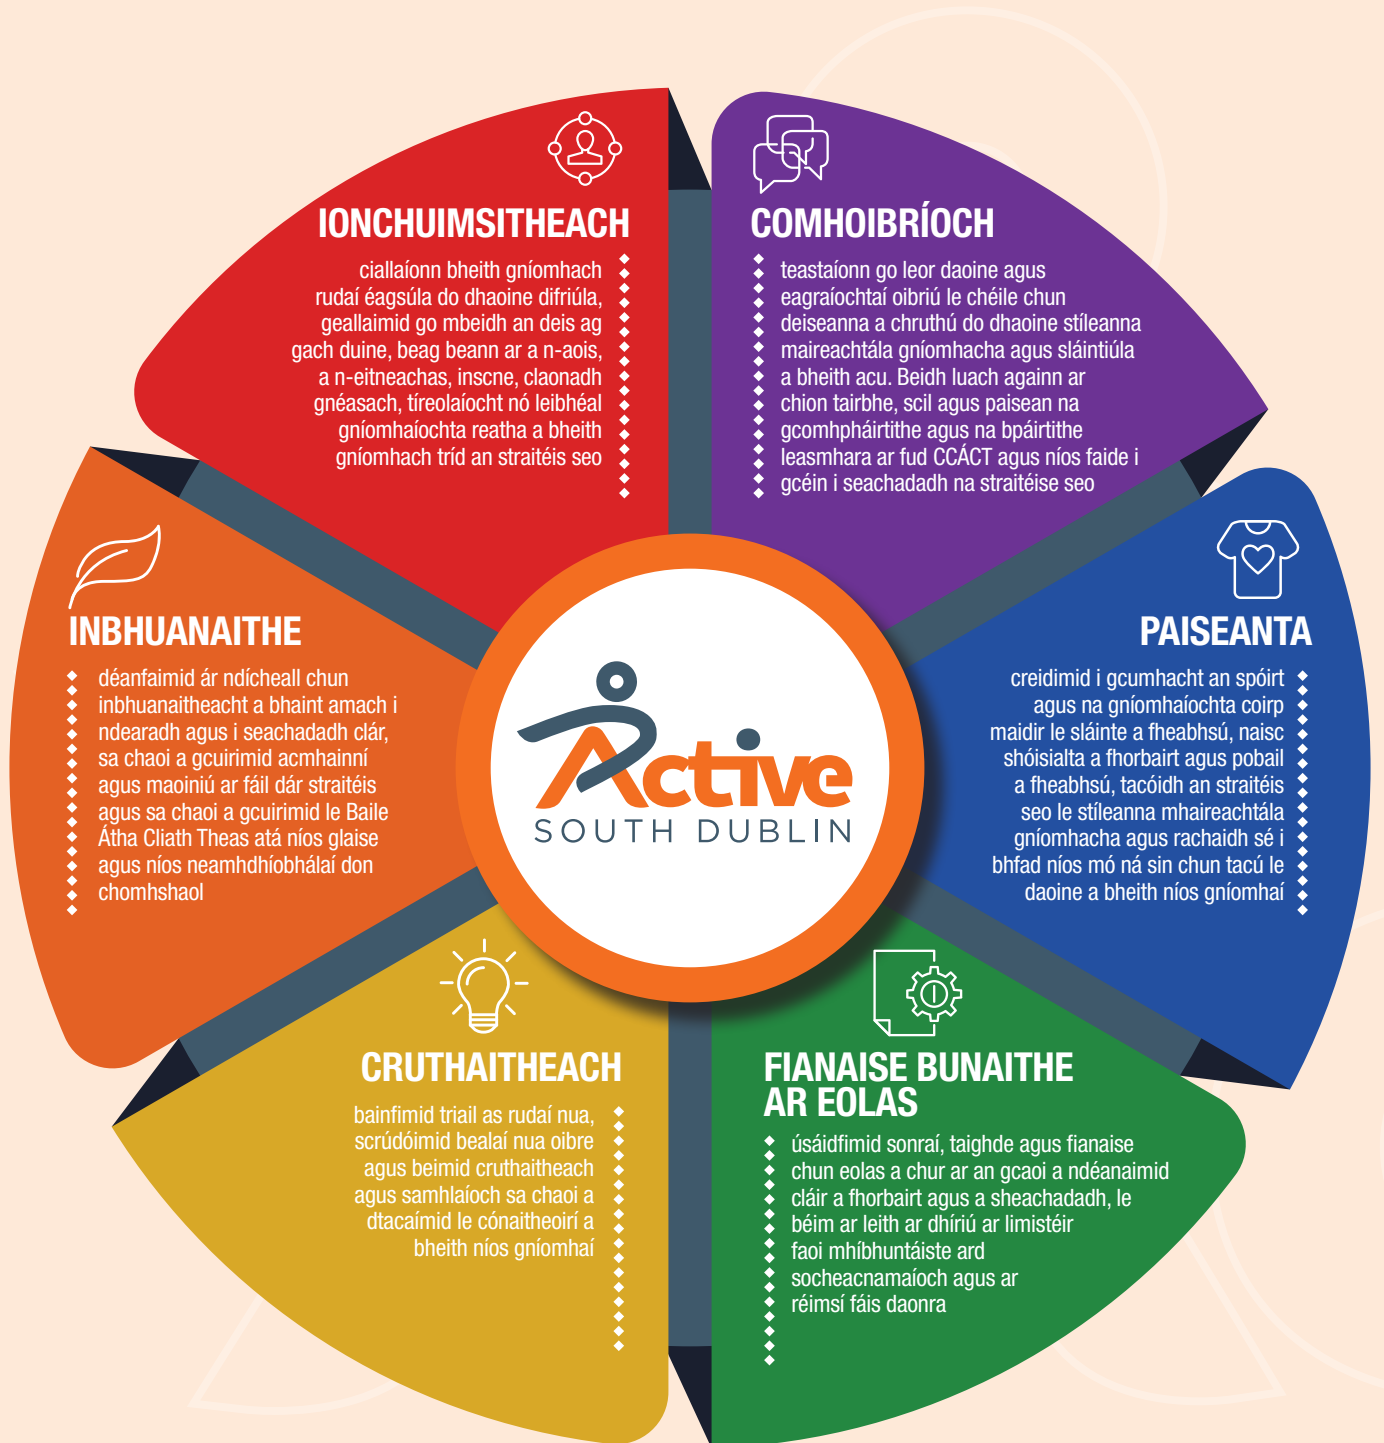 IONCHUIMSITHEACH
ciallaíonn bheith gníomhach
rudaí éagsúla do dhaoine difriúla,
geallaimid go mbeidh an deis ag
gach duine, beag beann ar a n-aois,
a n-eitneachas, inscne, claonadh
gnéasach, tíreolaíocht nó leibhéal
gníomhaíochta reatha a bheith
gníomhach tríd an straitéis seo
COMHOIBRÍOCH
teastaíonn go leor daoine agus
eagraíochtaí oibriú le chéile chun
deiseanna a chruthú do dhaoine stíleanna
maireachtála gníomhacha agus sláintiúla
a bheith acu. Beidh luach againn ar
chion tairbhe, scil agus paisean na
gcomhpháirtithe agus na bpáirtithe
leasmhara ar fud CCÁCT agus níos faide i
gcéin i seachadadh na straitéise seo
INBHUANAITHE
déanfaimid ár ndícheall chun
inbhuanaitheacht a bhaint amach i
ndearadh agus i seachadadh clár,
sa chaoi a gcuirimid acmhainní
agus maoiniú ar fáil dár straitéis
agus sa chaoi a gcuirimid le Baile
Átha Cliath Theas atá níos glaise
agus níos neamhdhíobhálaí don
chomhshaol
Active
SOUTH DUBLIN
PAISEANTA
creidimid i gcumhacht an spóirt
agus na gníomhaíochta coirp
maidir le sláinte a fheabhsú, naisc
shóisialta a fhorbairt agus pobail
a fheabhsú, tacóidh an straitéis
seo le stíleanna mhaireachtála
gníomhacha agus rachaidh sé i
bhfad níos mó ná sin chun tacú le
daoine a bheith níos gníomhaí
CRUTHAITHEACH
bainfimid triail as rudaí nua,
scrúdóimid bealaí nua oibre
agus beimid cruthaitheach
agus samhlaíoch sa chaoi a
dtacaímid le cónaitheoirí a
bheith níos gníomhaí
FIANAISE BUNAITHE
AR EOLAS
úsáidfimid sonraí, taighde agus fianaise
chun eolas a chur ar an gcaoi a ndéanaimid
cláir a fhorbairt agus a sheachadadh, le
béim ar leith ar dhíriú ar limistéir
faoi mhíbhuntáiste ard
socheacnamaíoch agus ar
réimsí fáis daonra